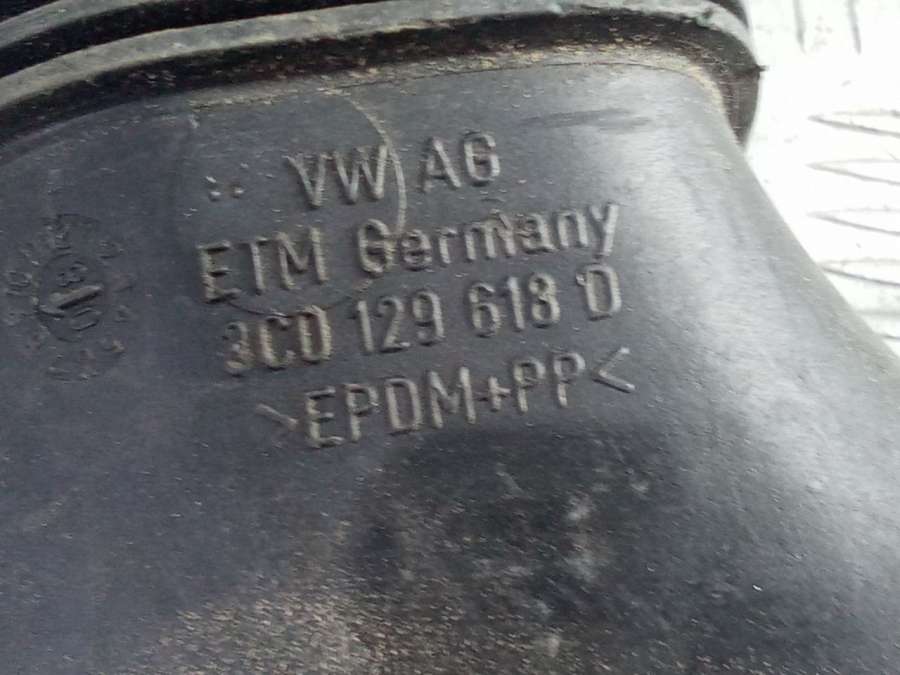 VW AG
ETM Germany
3C0 129 618 D
>EPDM+PP<